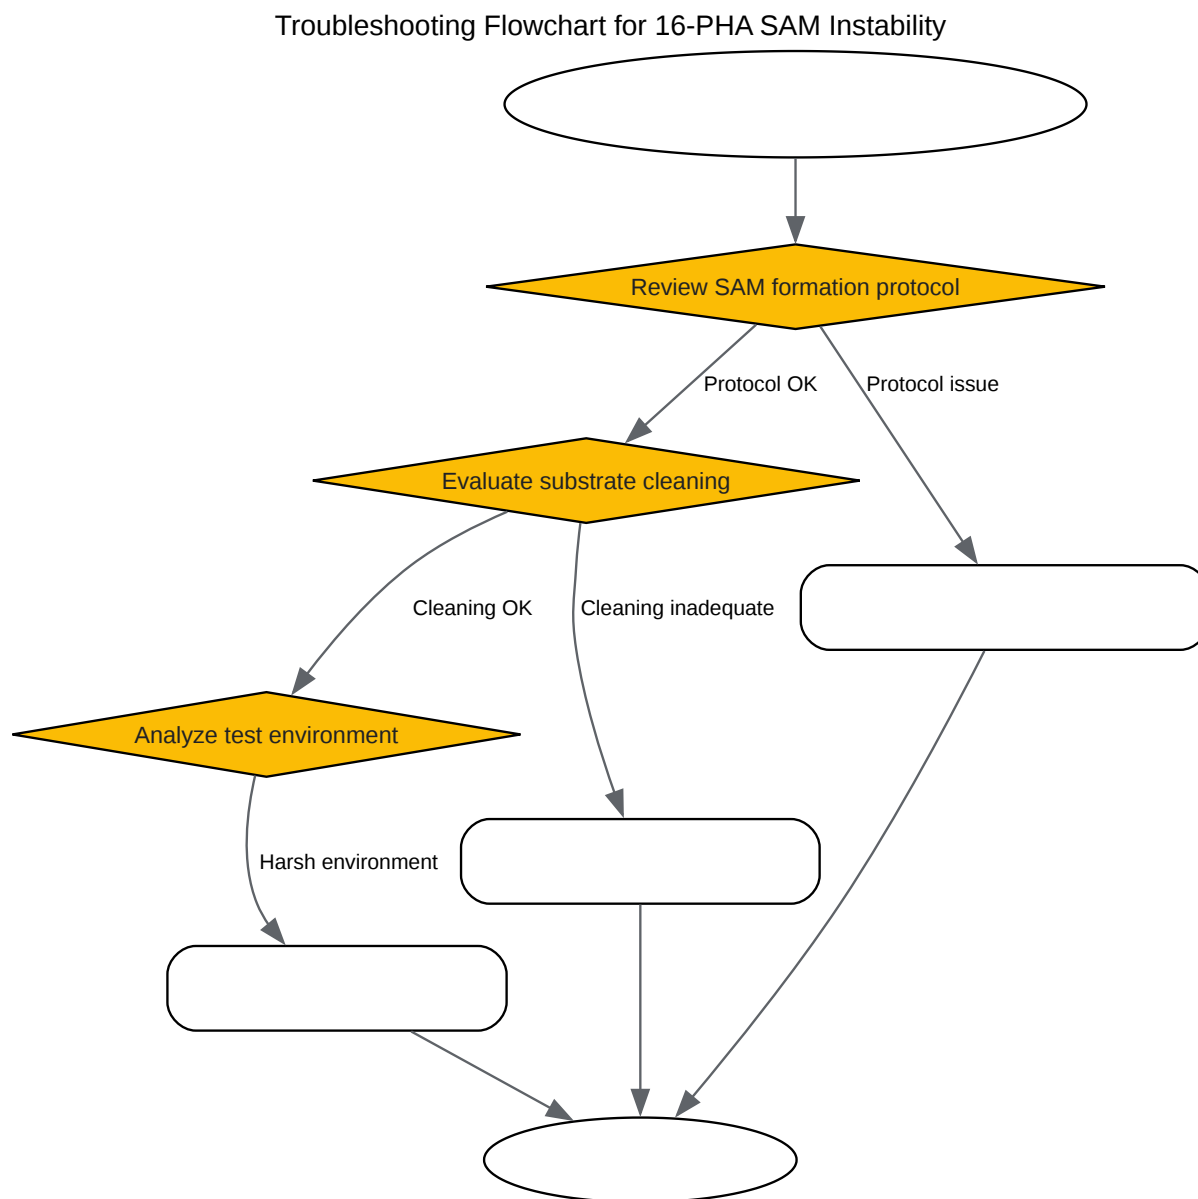 Troubleshooting Flowchart for 16-PHA SAM Instability
Review SAM formation protocol
Protocol OK
Protocol issue
Evaluate substrate cleaning
Cleaning OK
Cleaning inadequate
Analyze test environment
Harsh environment